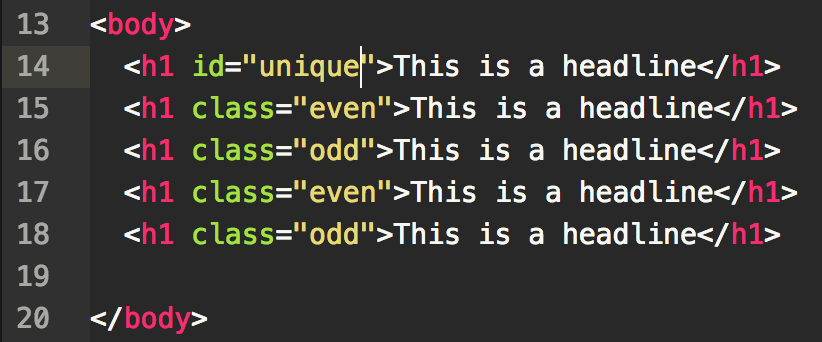 13 <body>
14 <h1 id="unique">This is a headline</h1>
15 <h1 class="even">This is a headline</h1>
16 <h1 class="odd">This is a headline</h1>
17 <h1 class="even">This is a headline</h1>
18 <h1 class="odd">This is a headline</h1>
19
20 </body>